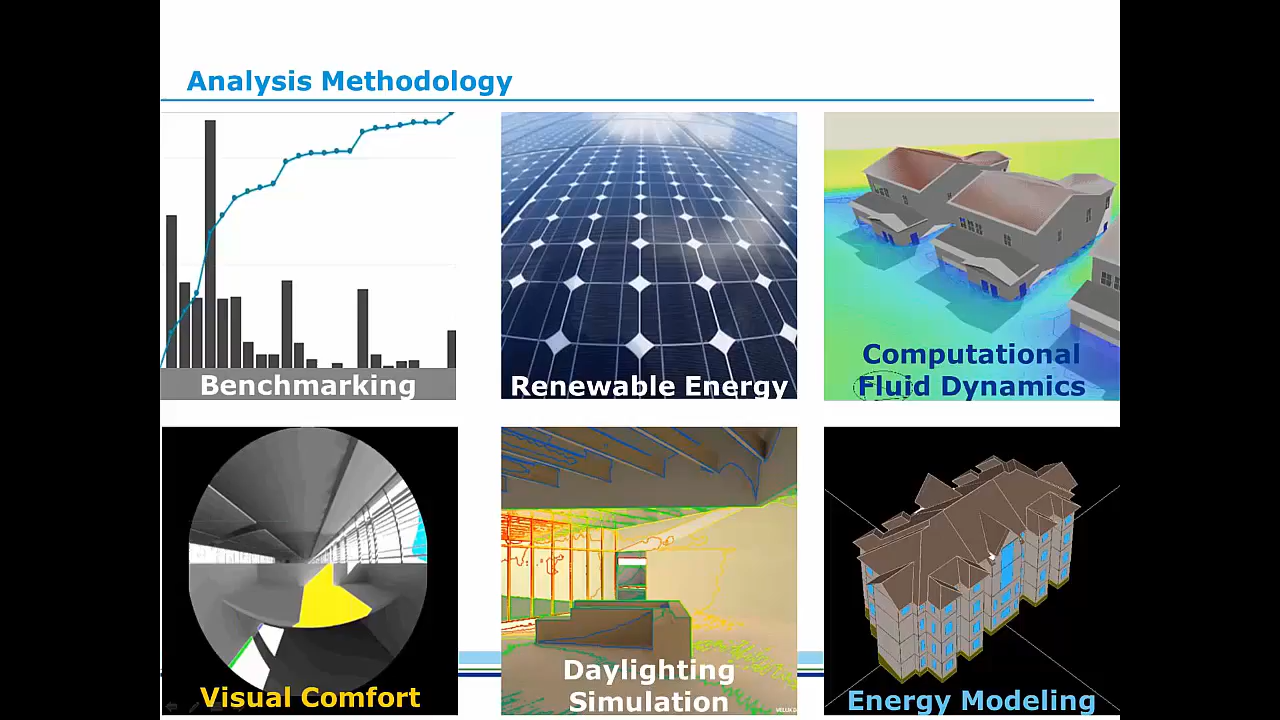 Analysis Methodology
Benchmarking
Renewable Energy
Computational
Fluid Dynamics
Visual Comfort
Daylighting
Simulation
Energy Modeling